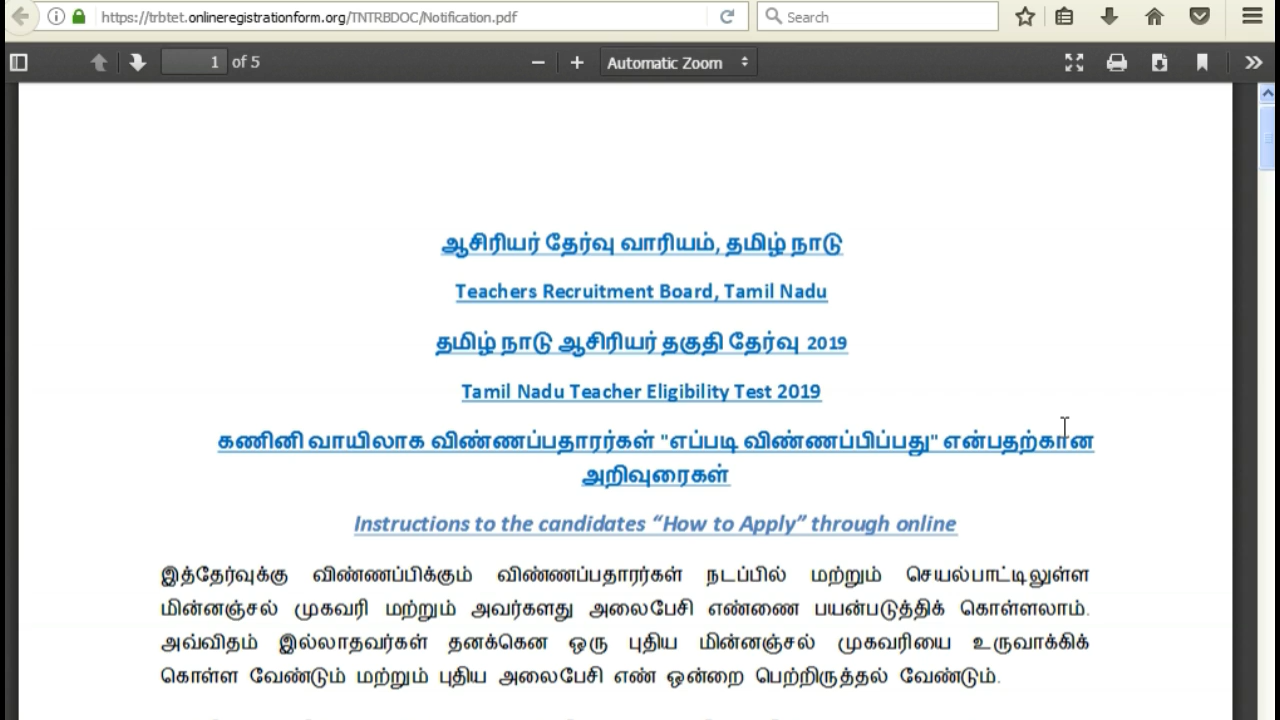 https://trbtet.onlineregistrationform.org/TNTRBDOC/Notification.pdf
Search
1 of 5
Automatic Zoom
ஆசிரியர் தேர்வு வாரியம், தமிழ் நாடு
Teachers Recruitment Board, Tamil Nadu
தமிழ் நாடு ஆசிரியர் தகுதி தேர்வு 2019
Tamil Nadu Teacher Eligibility Test 2019
கணினி வாயிலாக விண்ணப்பதாரர்கள் "எப்படி விண்ணப்பிப்பது" என்பதற்கான
அறிவுரைகள்
Instructions to the candidates “How to Apply” through online
இத்தேர்வுக்கு விண்ணப்பிக்கும் விண்ணப்பதாரர்கள் நடப்பில் மற்றும் செயல்பாட்டிலுள்ள
மின்னஞ்சல் முகவரி மற்றும் அவர்களது அலைபேசி எண்ணை பயன்படுத்திக் கொள்ளலாம்.
அவ்விதம் இல்லாதவர்கள் தனக்கென ஒரு புதிய மின்னஞ்சல் முகவரியை உருவாக்கிக்
கொள்ள வேண்டும் மற்றும் புதிய அலைபேசி எண் ஒன்றை பெற்றிருத்தல் வேண்டும்.